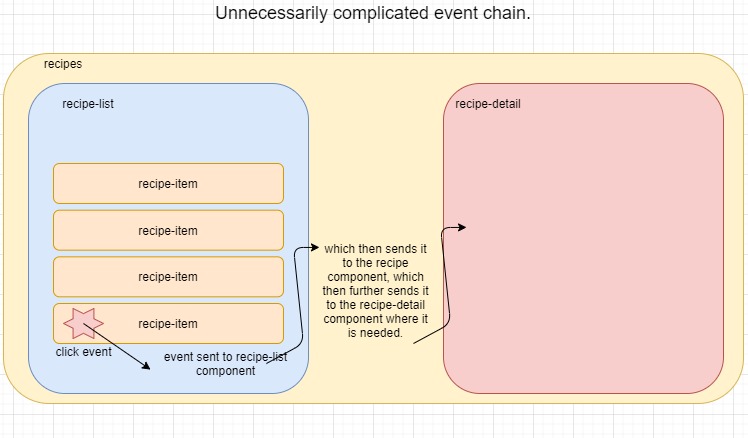 Unnecessarily complicated event chain.
recipes
recipe-list
recipe-detail
recipe-item
recipe-item
recipe-item
recipe-item
click event
event sent to recipe-list
component
which then sends it
to the recipe
component, which
then further sends it
to the recipe-detail
component where it
is needed.